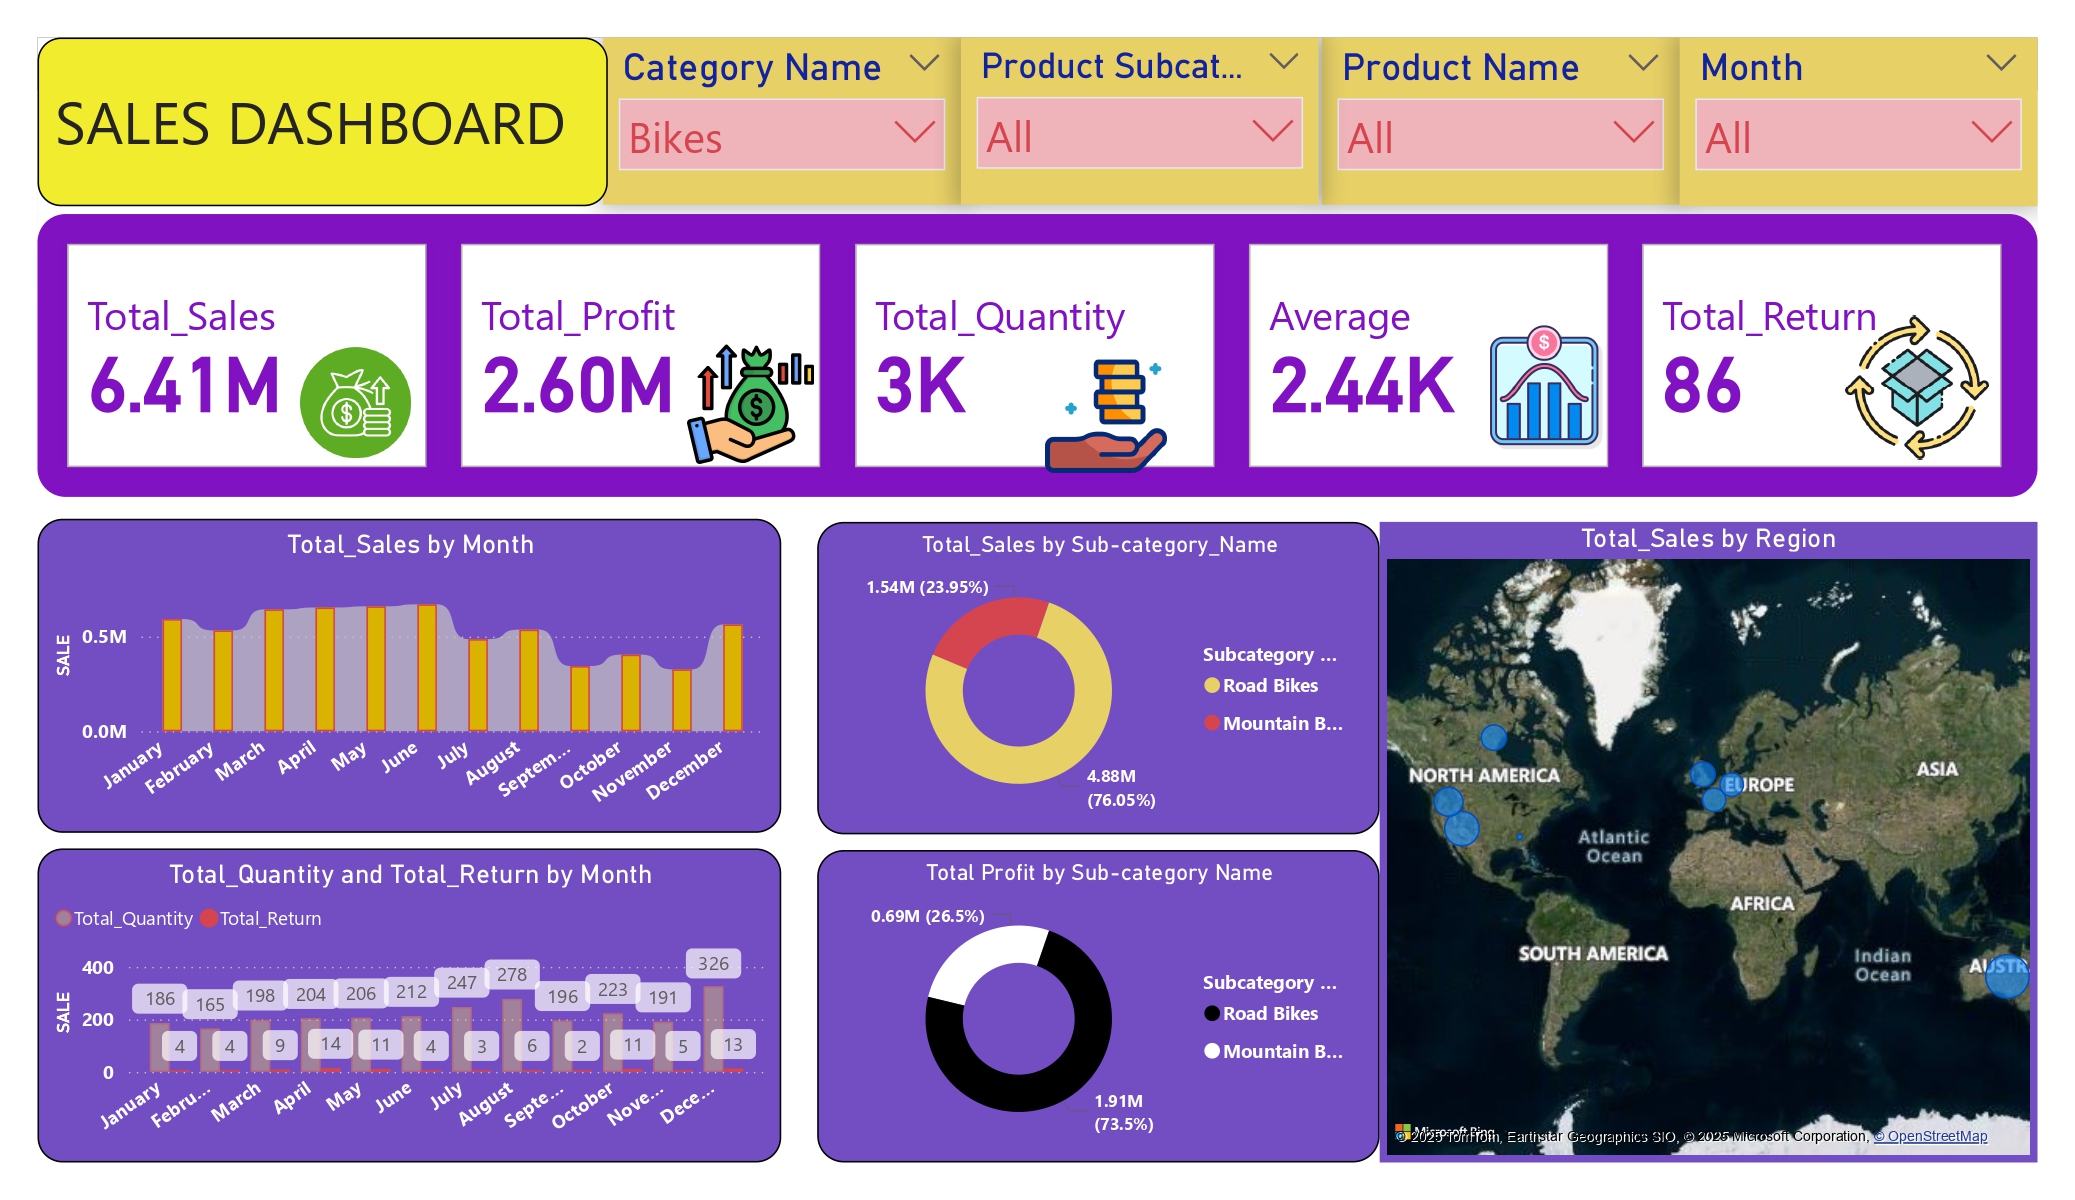 SALES DASHBOARD
Category Name
Bikes
Product Subcat...
All
Product Name
All
Month
All
Total_Sales
6.41M
Total_Profit
2.60M
Total_Quantity
3K
Average
2.44K
Total_Return
86
Total_Sales by Month
SALE
0.5M
0.0M
January
February
March
April
May
June
July
August
Septem...
October
November
December
Total_Sales by Sub-category_Name
1.54M (23.95%)
4.88M
(76.05%)
Subcategory ...
Road Bikes
Mountain B...
Total_Sales by Region
NORTH AMERICA
EUROPE
ASIA
Atlantic
Ocean
AFRICA
SOUTH AMERICA
Indian
Ocean
AUSTR
Microsoft Bing
© 2025 TomTom, Earthstar Geographics SIO, © 2025 Microsoft Corporation, © OpenStreetMap
Total_Quantity and Total_Return by Month
Total_Quantity Total_Return
SALE
400
200
0
186
165
198
204
206
212
247
278
196
223
191
326
4
4
9
14
11
4
3
6
2
11
5
13
January
Febru...
March
April
May
June
July
August
Septe...
October
Nove...
Dece...
Total Profit by Sub-category Name
0.69M (26.5%)
1.91M
(73.5%)
Subcategory ...
Road Bikes
Mountain B...